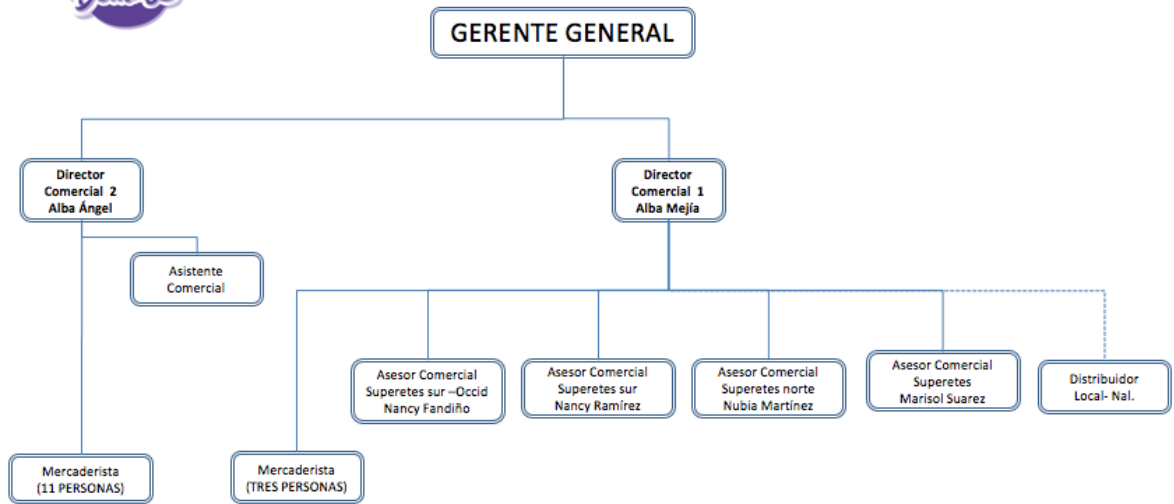 GERENTE GENERAL
Director
Comercial 2
Alba Ángel
Director
Comercial 1
Alba Mejía
Asistente
Comercial
Asesor Comercial
Superetes sur –Occid
Nancy Fandiño
Asesor Comercial
Superetes sur
Nancy Ramírez
Asesor Comercial
Superetes norte
Nubia Martínez
Asesor Comercial
Superetes
Marisol Suarez
Distribuidor
Local- Nal.
Mercaderista
(11 PERSONAS)
Mercaderista
(TRES PERSONAS)